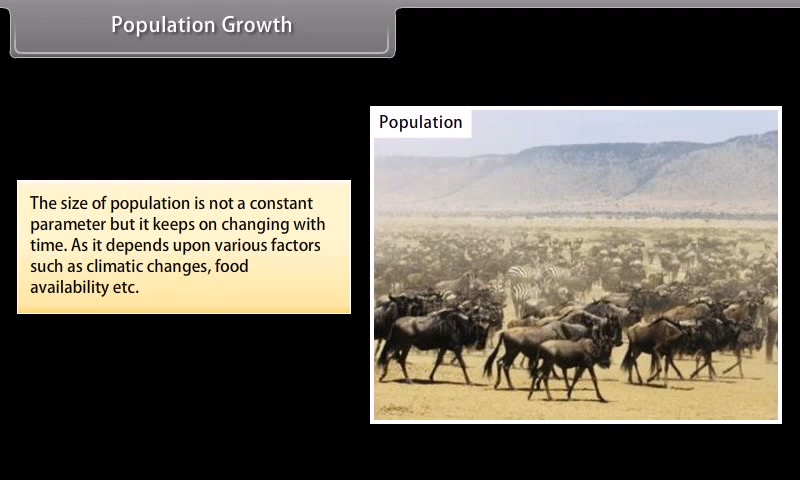 Population Growth
Population
The size of population is not a constant
parameter but it keeps on changing with
time. As it depends upon various factors
such as climatic changes, food
availability etc.